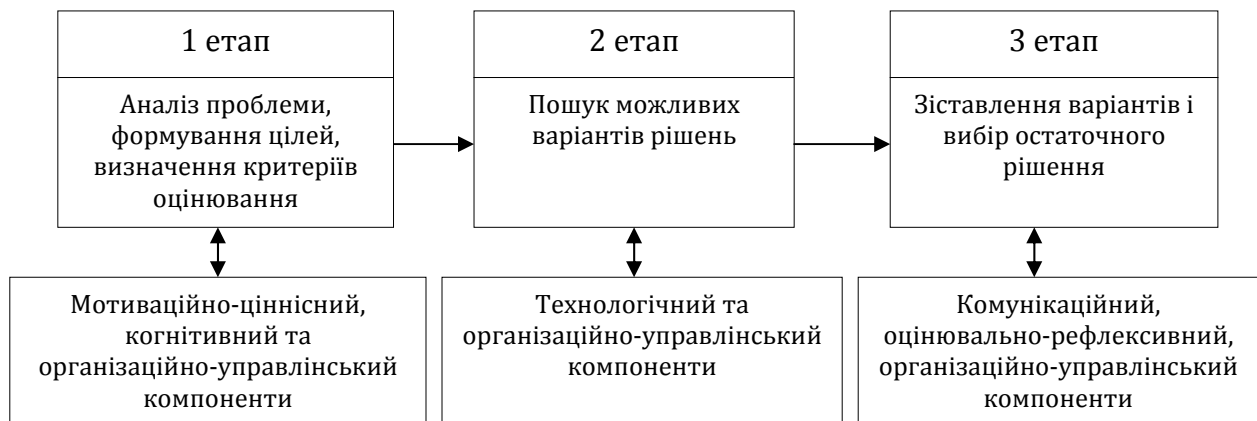 1 етап
Аналіз проблеми,
формування цілей,
визначення критеріїв
оцінювання
2 етап
Пошук можливих
варіантів рішень
3 етап
Зіставлення варіантів і
вибір остаточного
рішення
Мотиваційно-ціннісний,
когнітивний та
організаційно-управлінський
компоненти
Технологічний та
організаційно-управлінський
компоненти
Комунікаційний,
оцінювально-рефлексивний,
організаційно-управлінський
компоненти